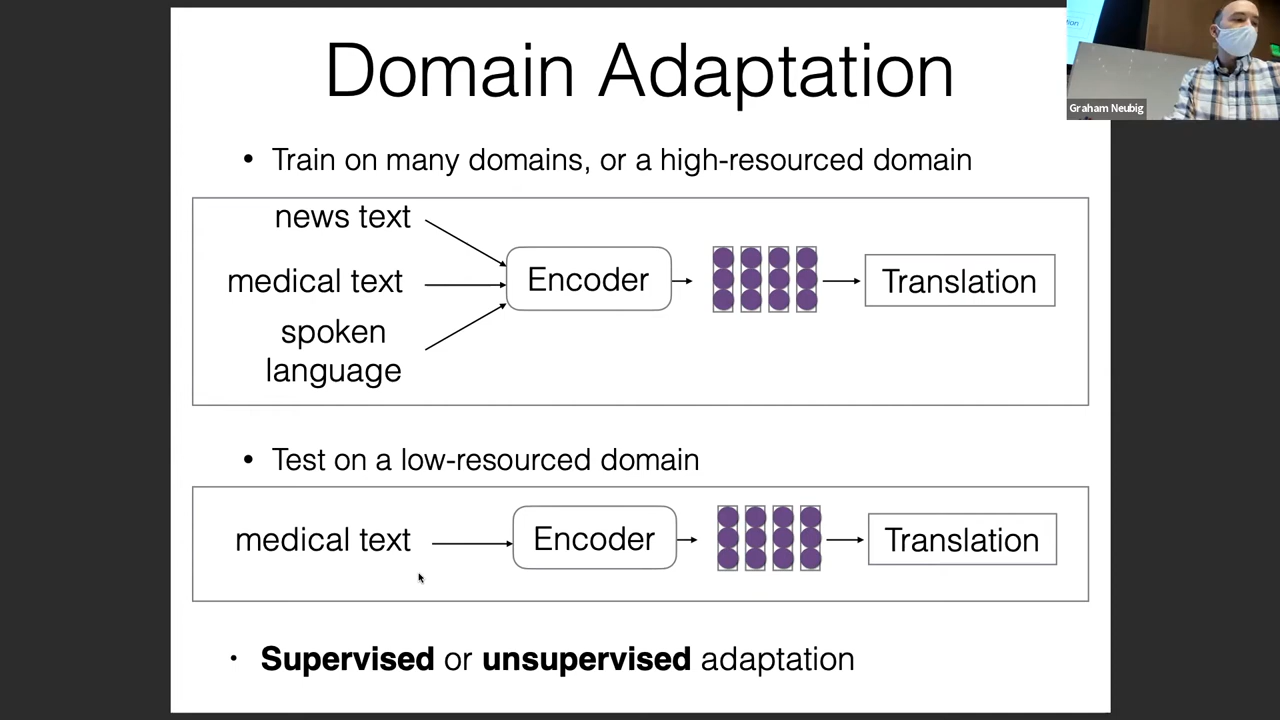 Domain Adaptation
Graham Neubig
• Train on many domains, or a high-resourced domain
news text
medical text
spoken
language
Encoder
Translation
• Test on a low-resourced domain
medical text
Encoder
Translation
• Supervised or unsupervised adaptation